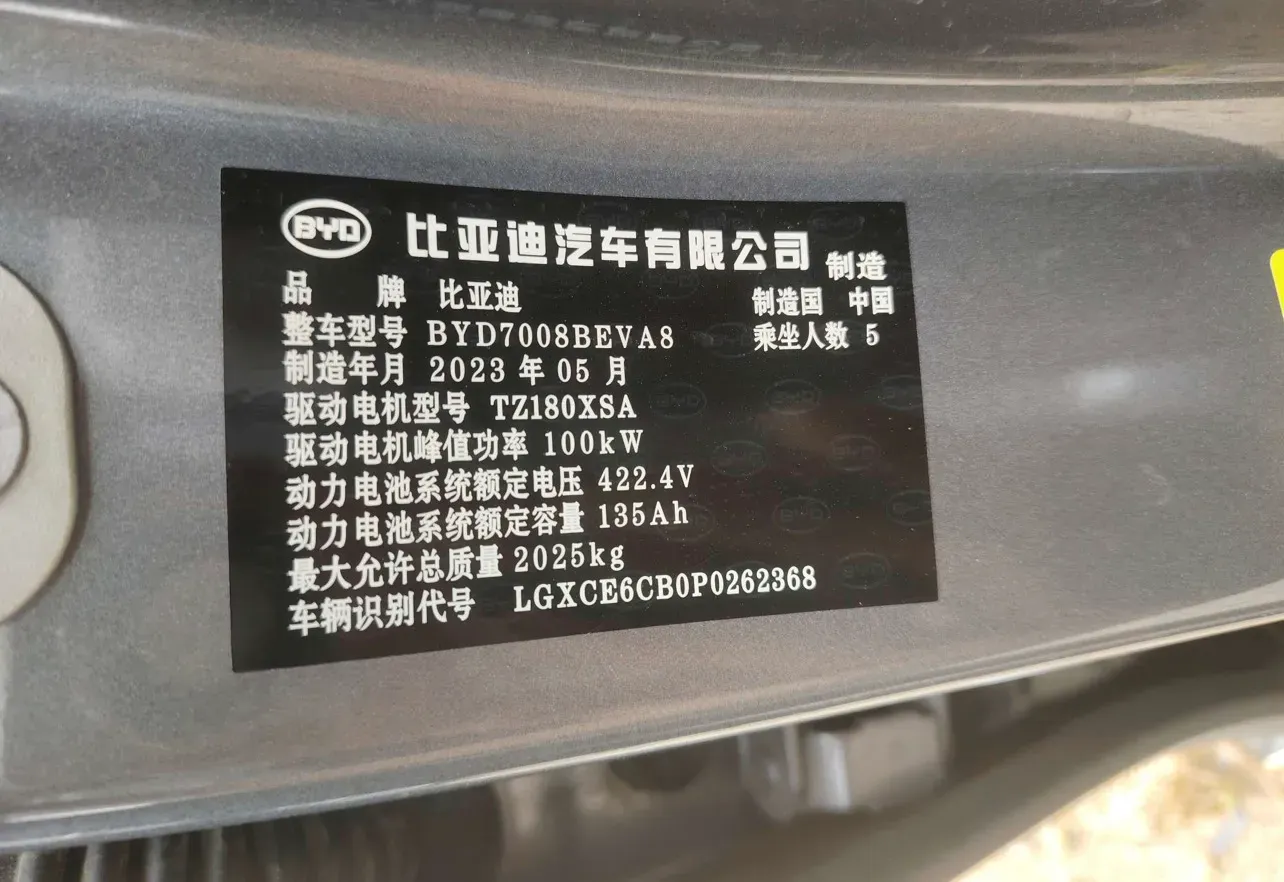 BYD 比亚迪汽车有限公司 制造
品 牌 比亚迪 制造国 中国
整车型号 BYD7008BEVA8 乘坐人数 5
制造年月 2023 年 05 月
驱动电机型号 TZ180XSA
驱动电机峰值功率 100kW
动力电池系统额定电压 422.4V
动力电池系统额定容量 135Ah
最大允许总质量 2025kg
车辆识别代号 LGXCE6CB0P0262368